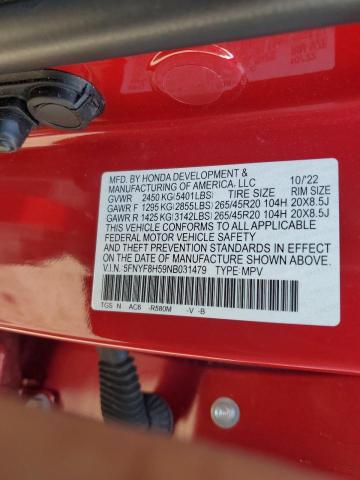 MFD. BY HONDA DEVELOPMENT & 10/'22
MANUFACTURING OF AMERICA, LLC
GVWR 2450 KG(5401LBS) TIRE SIZE RIM SIZE
GAWR F 1295 KG(2855LBS) 265/45R20 104H 20X8.5J
GAWR R 1425 KG(3142LBS) 265/45R20 104H 20X8.5J
THIS VEHICLE CONFORMS TO ALL APPLICABLE
FEDERAL MOTOR VEHICLE SAFETY
AND THEFT PREVENTION STANDARDS IN EFFECT
ON THE DATE OF MANUFACTURE SHOWN ABOVE.
V.I.N. 5FNYF8H59NB031479 TYPE: MPV
TGS N AC6 -R580M -V -B